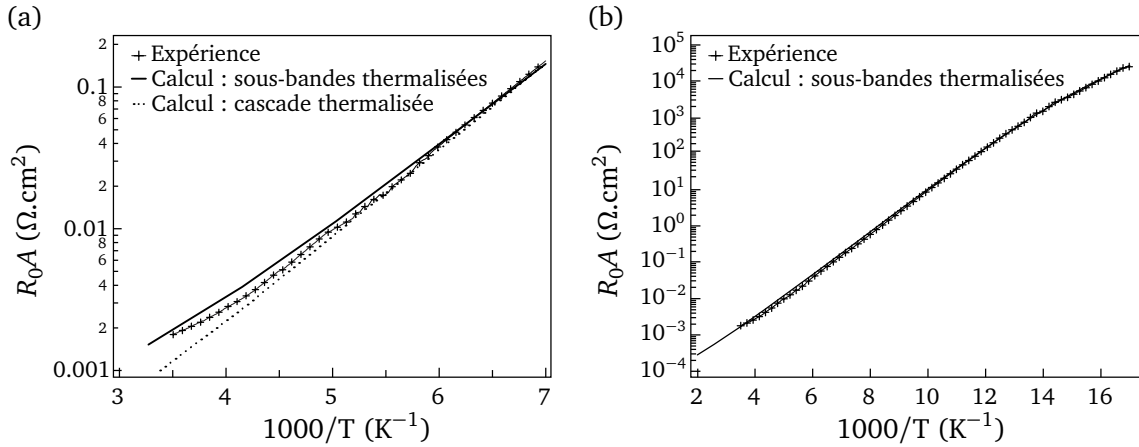 (a)
2
0.1
8
6
4
2
0.01
8
6
4
2
0.001
R₀A (Ω.cm²)
Expérience
Calcul : sous-bandes thermalisées
Calcul : cascade thermalisée
3 4 5 6 7
1000/T (K⁻¹)
(b)
10⁵
10⁴
10³
10²
10¹
10⁰
10⁻¹
10⁻²
10⁻³
10⁻⁴
R₀A (Ω.cm²)
Expérience
Calcul : sous-bandes thermalisées
2 4 6 8 10 12 14 16
1000/T (K⁻¹)